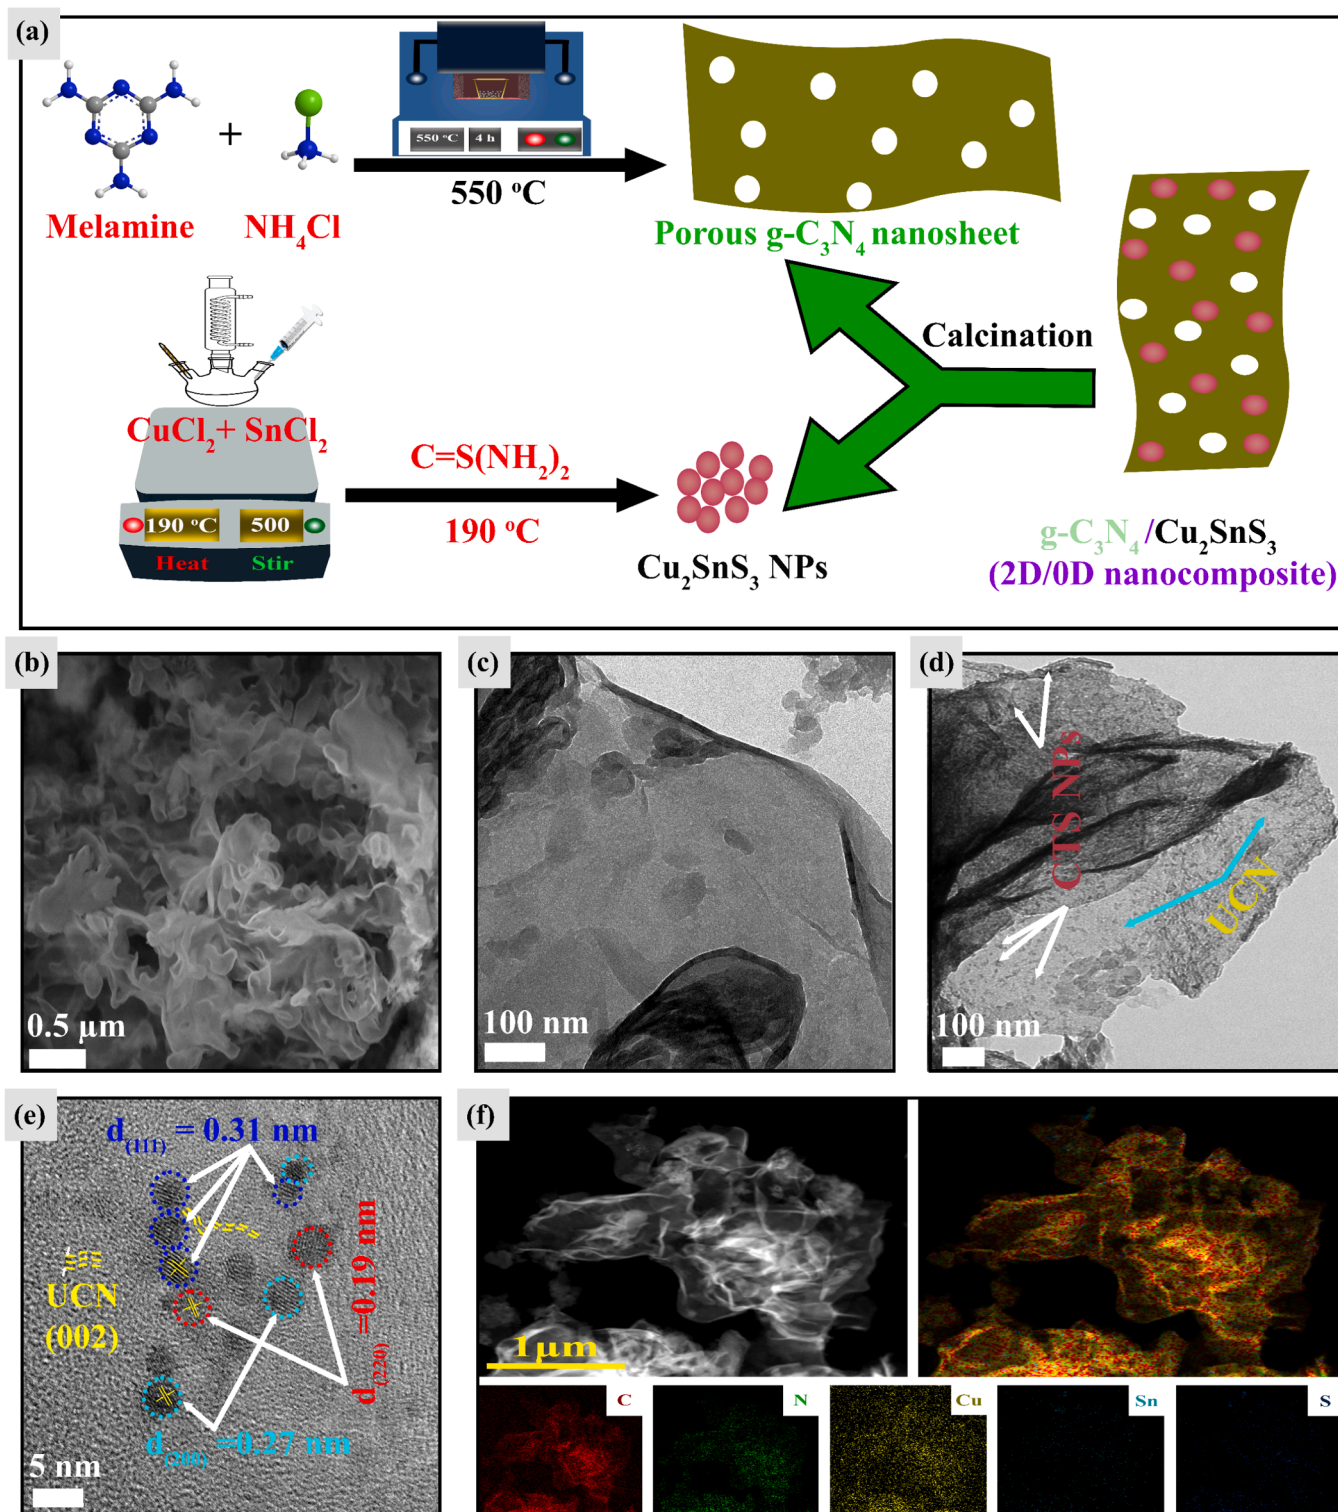 (a)
550 °C
4 h
Melamine
+
NH₄Cl
550 °C
Porous g-C₃N₄ nanosheet
CuCl₂+ SnCl₂
190 °C
500
Heat
Stir
C=S(NH₂)₂
190 °C
Cu₂SnS₃ NPs
Calcination
g-C₃N₄ /Cu₂SnS₃
(2D/0D nanocomposite)
(b)
0.5 µm
(c)
100 nm
(d)
CTS NPs
UCN
100 nm
(e)
d₍₁₁₁₎ = 0.31 nm
UCN
(002)
d₍₂₂₀₎ =0.19 nm
d₍₂₀₀₎ =0.27 nm
5 nm
(f)
1µm
C
N
Cu
Sn
S